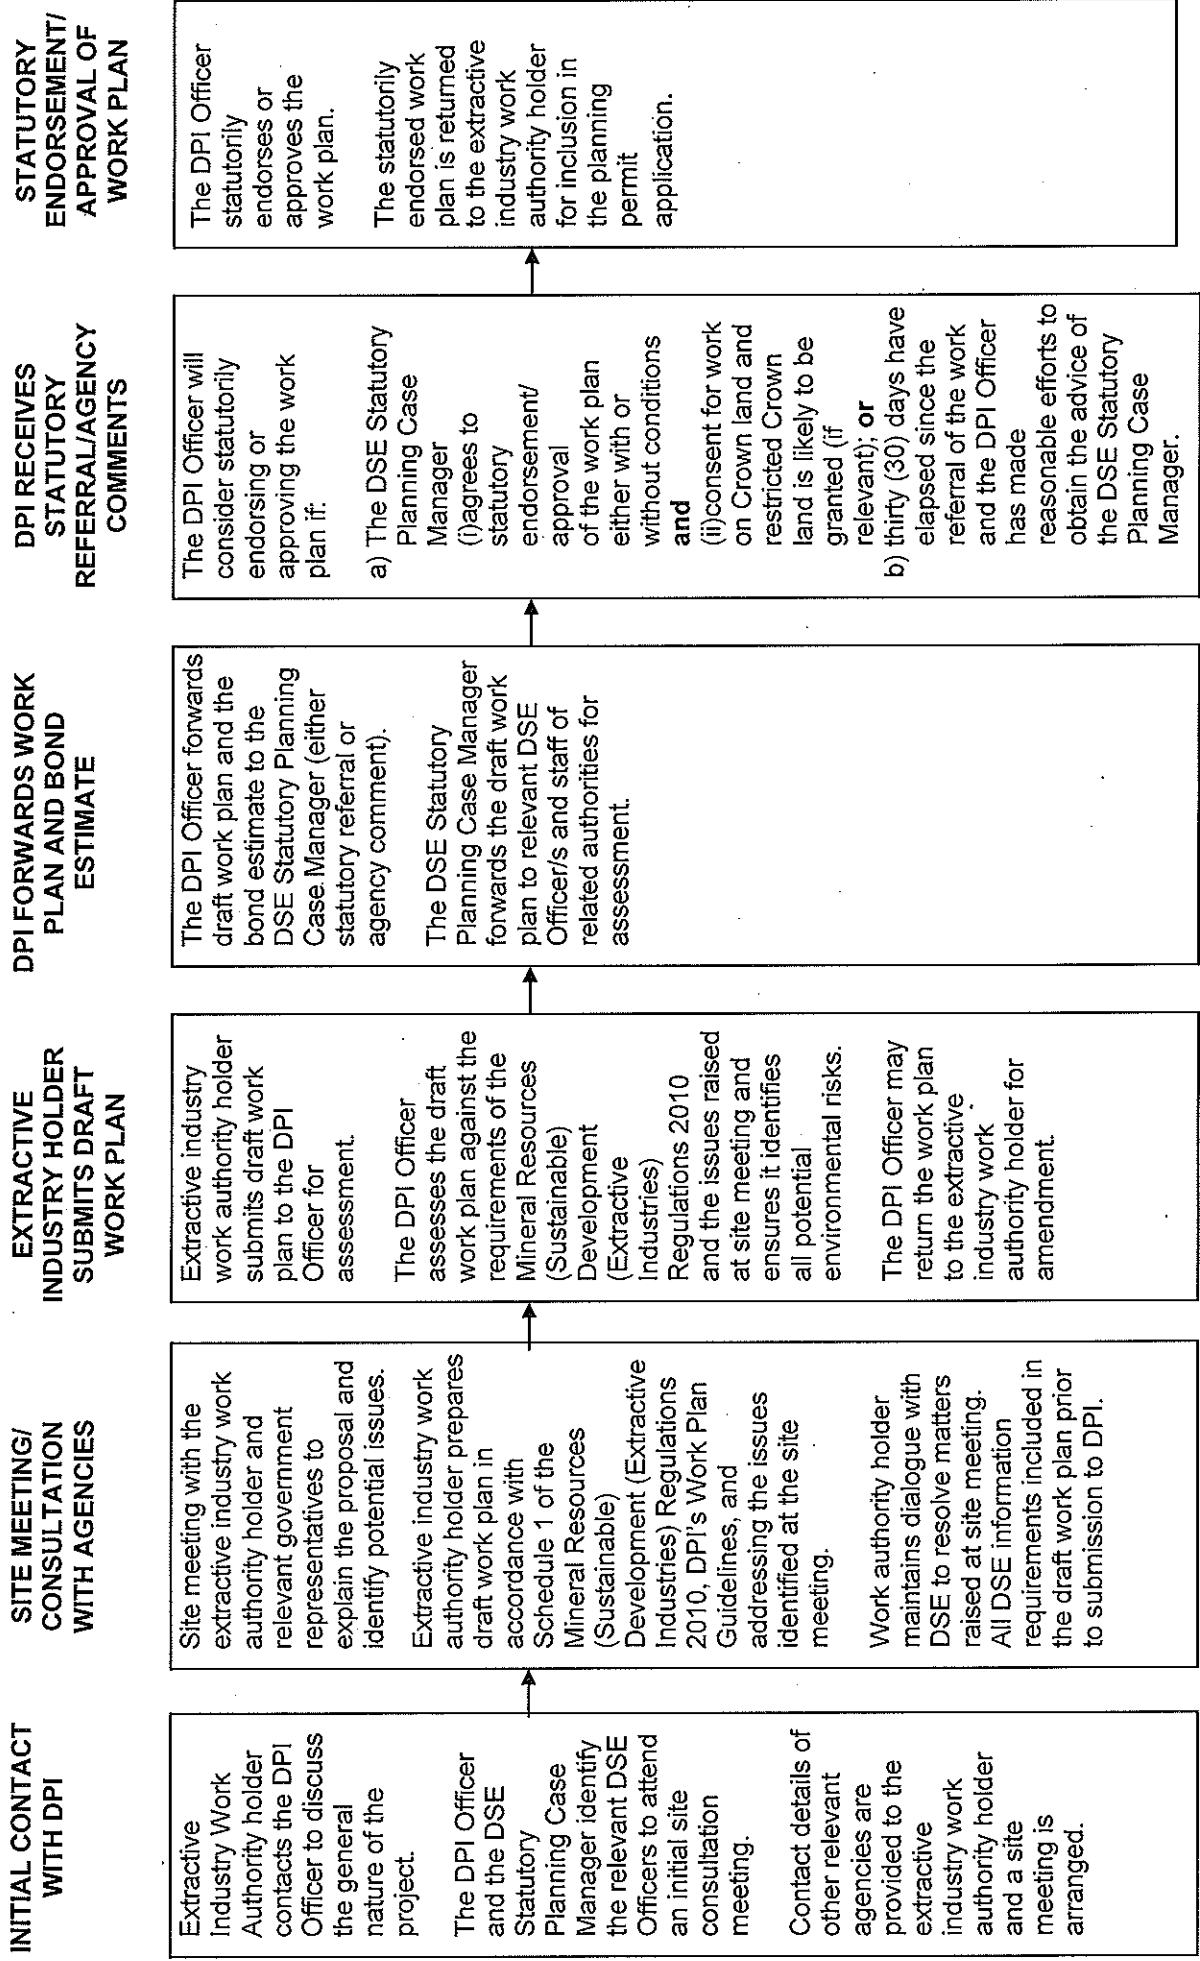 INITIAL CONTACT
WITH DPI
Extractive
Industry Work
Authority holder
contacts the DPI
Officer to discuss
the general
nature of the
project.
The DPI Officer
and the DSE
Statutory
Planning Case
Manager identify
the relevant DSE
Officers to attend
an initial site
consultation
meeting.
Contact details of
other relevant
agencies are
provided to the
extractive
industry work
authority holder
and a site
meeting is
arranged.
SITE MEETING/
CONSULTATION
WITH AGENCIES
Site meeting with the
extractive industry work
authority holder and
relevant government
representatives to
explain the proposal and
identify potential issues.
Extractive industry work
authority holder prepares
draft work plan in
accordance with
Schedule 1 of the
Mineral Resources
(Sustainable)
Development (Extractive
Industries) Regulations
2010, DPI's Work Plan
Guidelines, and
addressing the issues
identified at the site
meeting.
Work authority holder
maintains dialogue with
DSE to resolve matters
raised at site meeting.
All DSE information
requirements included in
the draft work plan prior
to submission to DPI.
EXTRACTIVE
INDUSTRY HOLDER
SUBMITS DRAFT
WORK PLAN
Extractive industry
work authority holder
submits draft work
plan to the DPI
Officer for
assessment.
The DPI Officer
assesses the draft
work plan against the
requirements of the
Mineral Resources
(Sustainable)
Development
(Extractive
Industries)
Regulations 2010
and the issues raised
at site meeting and
ensures it identifies
all potential
environmental risks.
The DPI Officer may
return the work plan
to the extractive
industry work
authority holder for
amendment.
DPI FORWARDS WORK
PLAN AND BOND
ESTIMATE
The DPI Officer forwards
draft work plan and the
bond estimate to the
DSE Statutory Planning
Case Manager (either
statutory referral or
agency comment).
The DSE Statutory
Planning Case Manager
forwards the draft work
plan to relevant DSE
Officer/s and staff of
related authorities for
assessment.
DPI RECEIVES
STATUTORY
REFERRAL/AGENCY
COMMENTS
The DPI Officer will
consider statutorily
endorsing or
approving the work
plan if:
a) The DSE Statutory
Planning Case
Manager
(i)agrees to
statutory
endorsement/
approval
of the work plan
either with or
without conditions
and
(ii)consent for work
on Crown land and
restricted Crown
land is likely to be
granted (if
relevant); or
b) thirty (30) days have
elapsed since the
referral of the work
and the DPI Officer
has made
reasonable efforts to
obtain the advice of
the DSE Statutory
Planning Case
Manager.
STATUTORY
ENDORSEMENT/
APPROVAL OF
WORK PLAN
The DPI Officer
statutorily
endorses or
approves the
work plan.
The statutorily
endorsed work
plan is returned
to the extractive
industry work
authority holder
for inclusion in
the planning
permit
application.